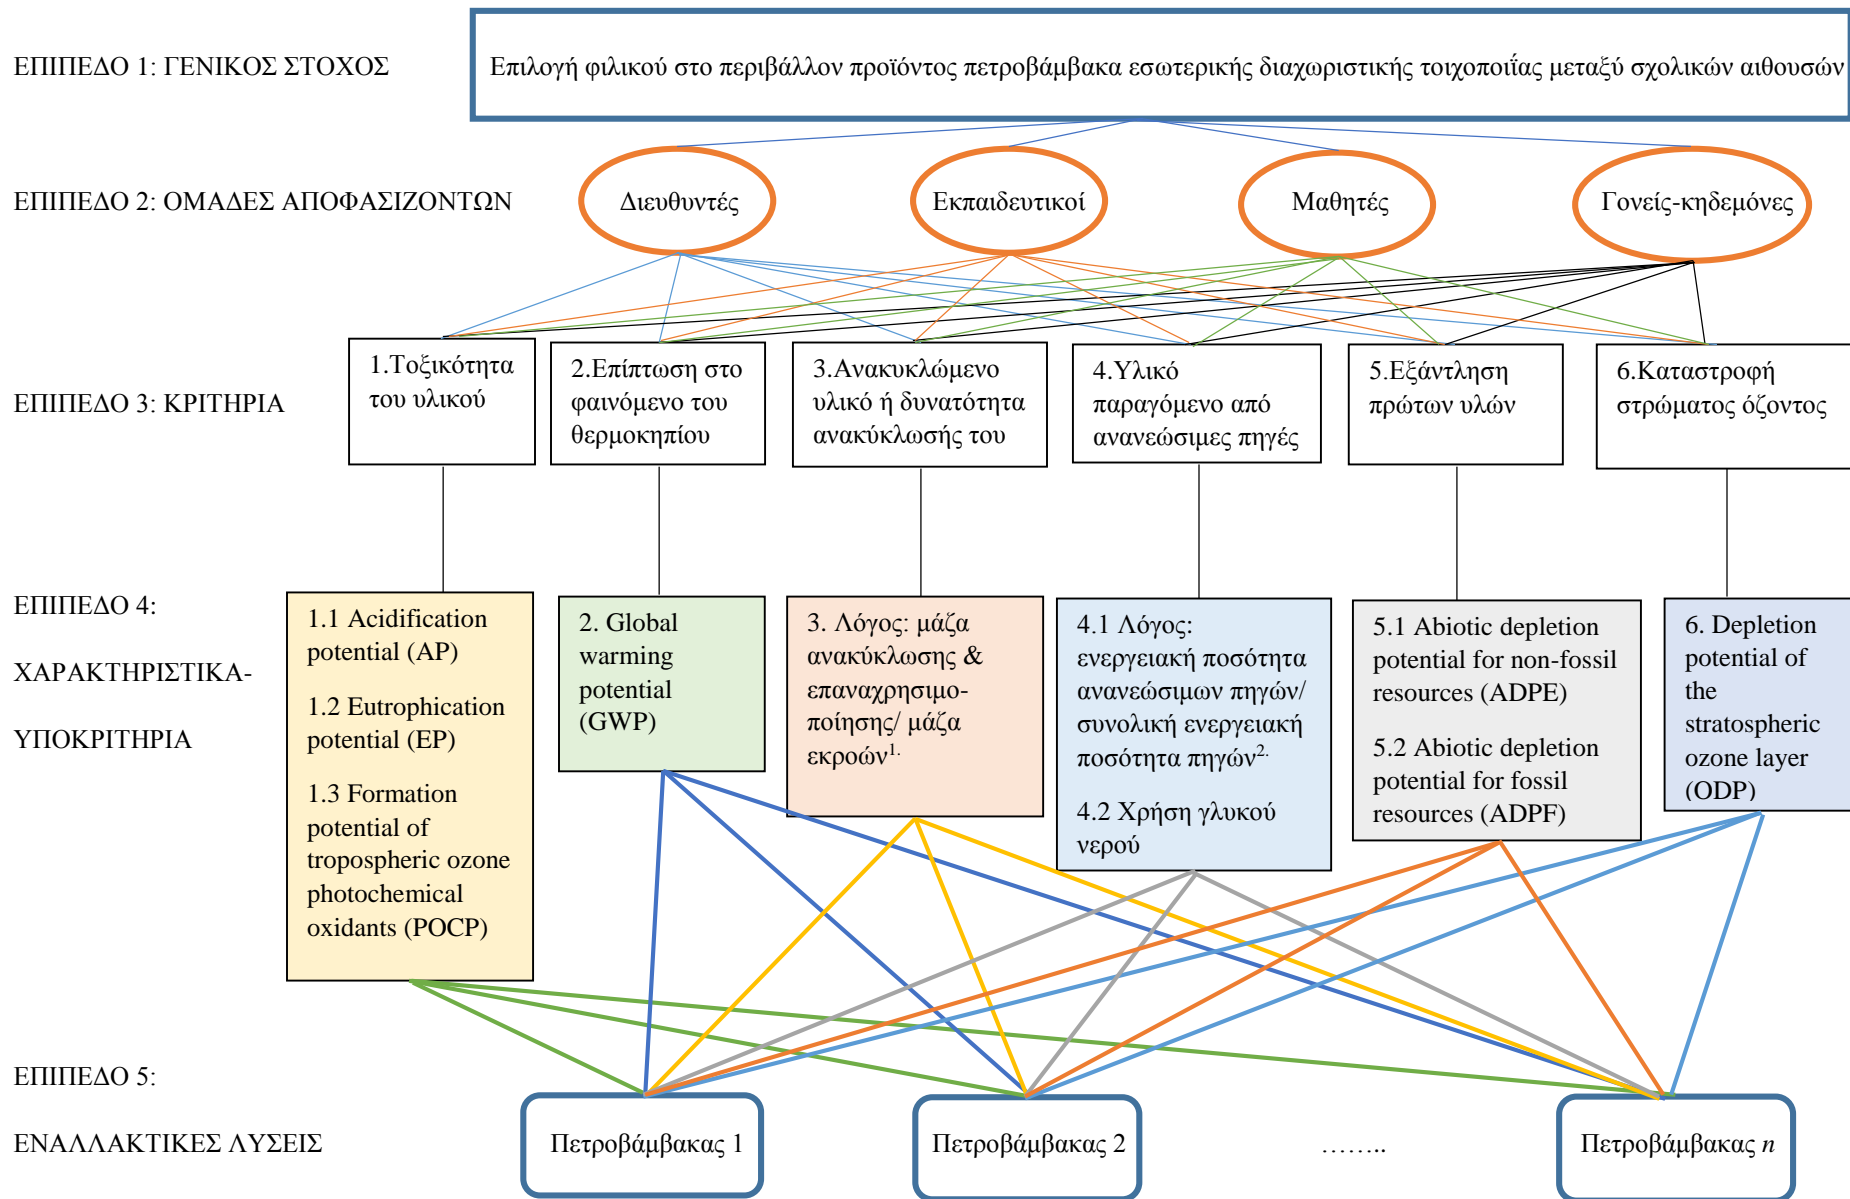 ΕΠΙΠΕΔΟ 1: ΓΕΝΙΚΟΣ ΣΤΟΧΟΣ
Επιλογή φιλικού στο περιβάλλον προϊόντος πετροβάμβακα εσωτερικής διαχωριστικής τοιχοποιΐας μεταξύ σχολικών αιθουσών
ΕΠΙΠΕΔΟ 2: ΟΜΑΔΕΣ ΑΠΟΦΑΣΙΖΟΝΤΩΝ
Διευθυντές
Εκπαιδευτικοί
Μαθητές
Γονείς-κηδεμόνες
ΕΠΙΠΕΔΟ 3: ΚΡΙΤΗΡΙΑ
1.Τοξικότητα
του υλικού
2.Επίπτωση στο
φαινόμενο του
θερμοκηπίου
3.Ανακυκλώμενο
υλικό ή δυνατότητα
ανακύκλωσής του
4.Υλικό
παραγόμενο από
ανανεώσιμες πηγές
5.Εξάντληση
πρώτων υλών
6.Καταστροφή
στρώματος όζοντος
ΕΠΙΠΕΔΟ 4:
ΧΑΡΑΚΤΗΡΙΣΤΙΚΑ-
ΥΠΟΚΡΙΤΗΡΙΑ
1.1 Acidification
potential (AP)
1.2 Eutrophication
potential (EP)
1.3 Formation
potential of
tropospheric ozone
photochemical
oxidants (POCP)
2. Global
warming
potential
(GWP)
3. Λόγος: μάζα
ανακύκλωσης &
επαναχρησιμο-
ποίησης/ μάζα
εκροών1.
4.1 Λόγος:
ενεργειακή ποσότητα
ανανεώσιμων πηγών/
συνολική ενεργειακή
ποσότητα πηγών2.
4.2 Χρήση γλυκού
νερού
5.1 Abiotic depletion
potential for non-fossil
resources (ADPE)
5.2 Abiotic depletion
potential for fossil
resources (ADPF)
6. Depletion
potential of
the
stratospheric
ozone layer
(ODP)
ΕΠΙΠΕΔΟ 5:
ΕΝΑΛΛΑΚΤΙΚΕΣ ΛΥΣΕΙΣ
Πετροβάμβακας 1
Πετροβάμβακας 2
……..
Πετροβάμβακας n